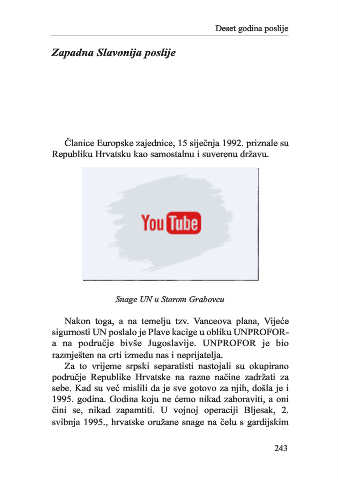 Deset godina poslije
Zapadna Slavonija poslije
Članice Europske zajednice, 15 siječnja 1992. priznale su
Republiku Hrvatsku kao samostalnu i suverenu državu.
YouTube
Snage UN u Starom Grabovcu
Nakon toga, a na temelju tzv. Vanceova plana, Vijeće
sigurnosti UN poslalo je Plave kacige u obliku UNPROFOR-
a na područje bivše Jugoslavije. UNPROFOR je bio
razmješten na crti između nas i neprijatelja.
Za to vrijeme srpski separatisti nastojali su okupirano
područje Republike Hrvatske na razne načine zadržati za
sebe. Kad su već mislili da je sve gotovo za njih, došla je i
1995. godina. Godina koju ne ćemo nikad zaboraviti, a oni
čini se, nikad zapamtiti. U vojnoj operaciji Bljesak, 2.
svibnja 1995., hrvatske oružane snage na čelu s gardijskim
243